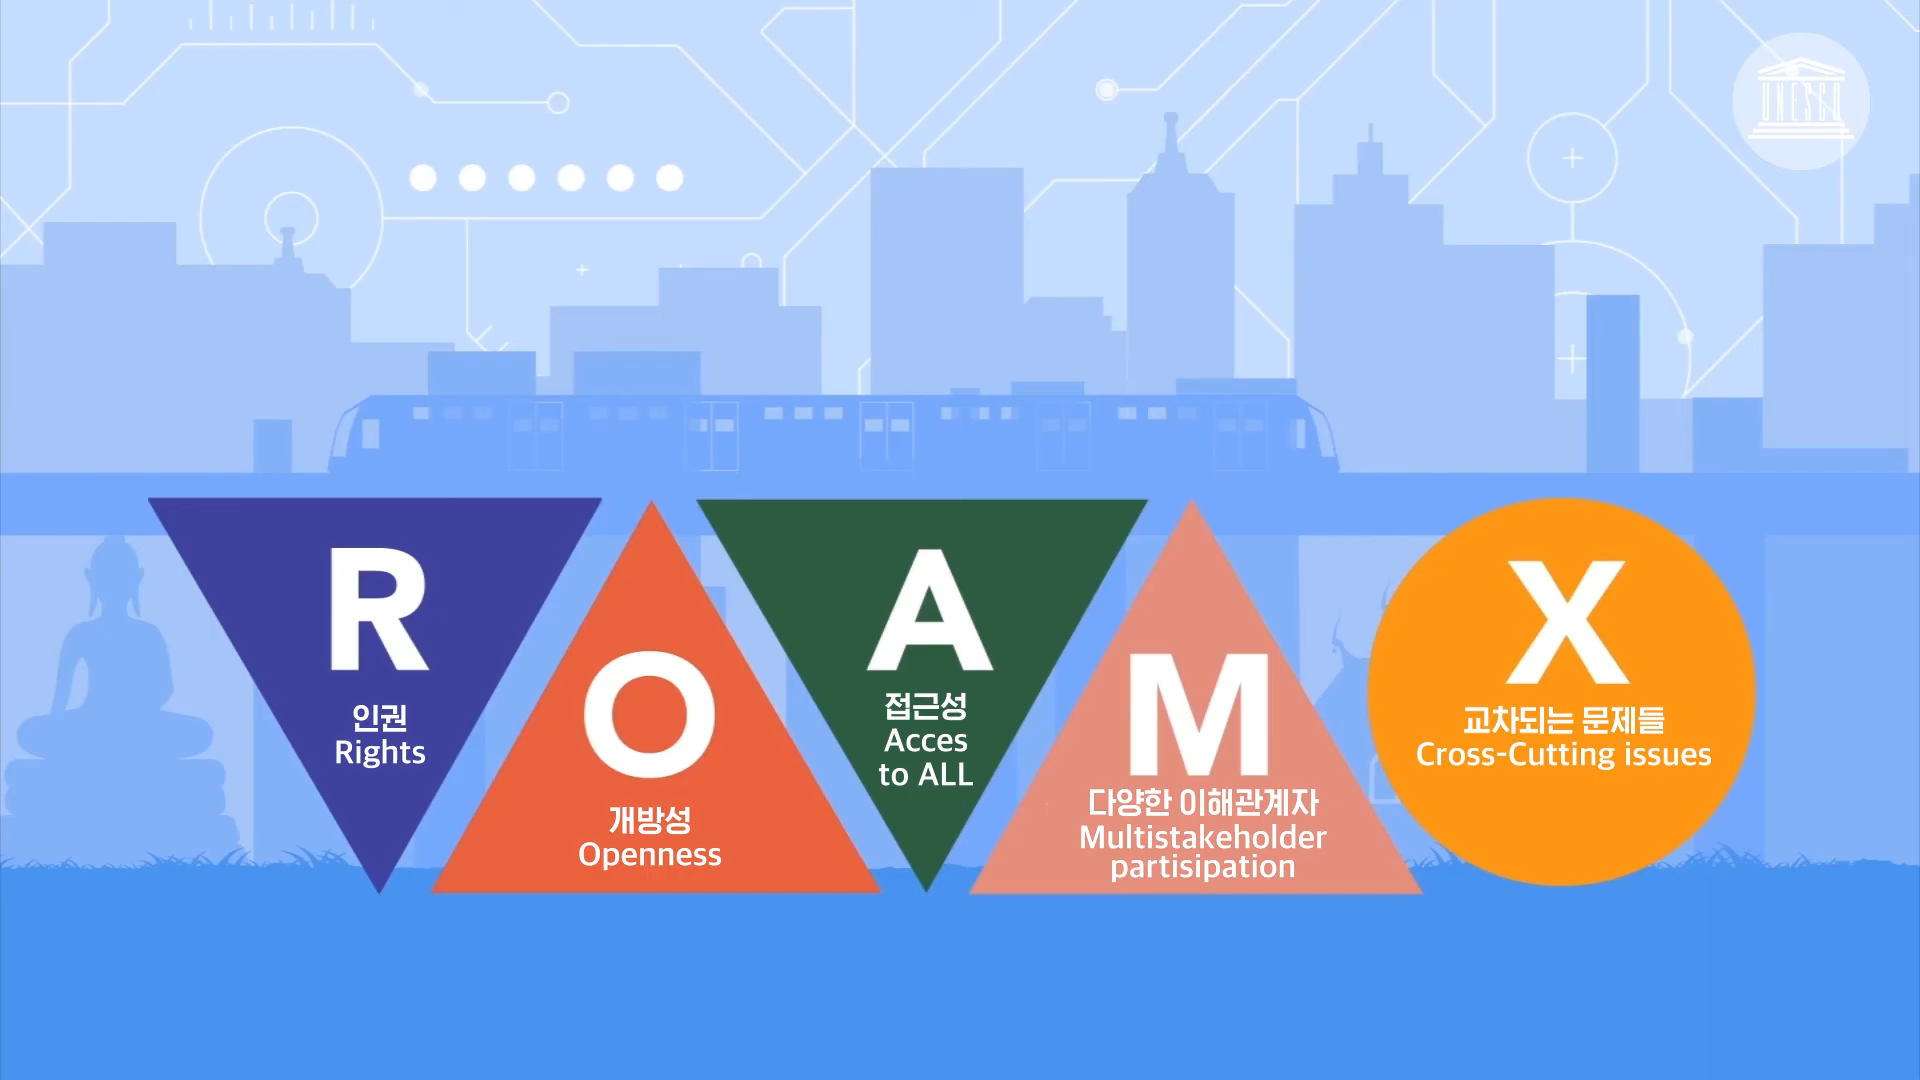 UNESCO
R
인권
Rights
O
개방성
Openness
A
접근성
Acces
to ALL
M
다양한 이해관계자
Multistakeholder
partisipation
X
교차되는 문제들
Cross-Cutting issues